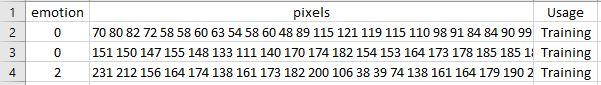 1 emotion pixels Usage
2 0 70 80 82 72 58 58 60 63 54 58 60 48 89 115 121 119 115 110 98 91 84 84 90 99 Training
3 0 151 150 147 155 148 133 111 140 170 174 182 154 153 164 173 178 185 185 Training
4 2 231 212 156 164 174 138 161 173 182 200 106 38 39 74 138 161 164 179 190 Training